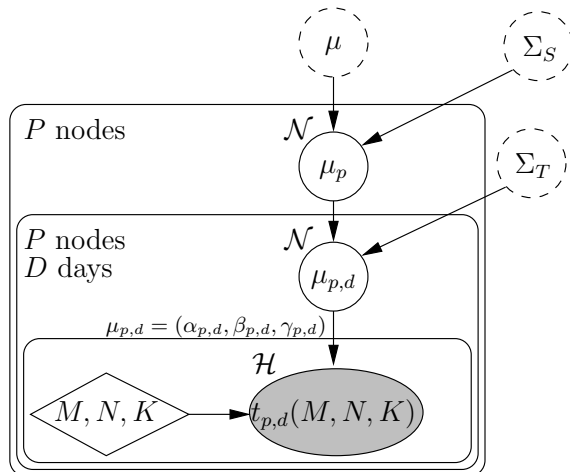 μ
Σ_S
P nodes
𝒩
μ_p
Σ_T
P nodes
D days
𝒩
μ_{p,d}
μ_{p,d} = (α_{p,d}, β_{p,d}, γ_{p,d})
ℋ
M, N, K
t_{p,d}(M, N, K)